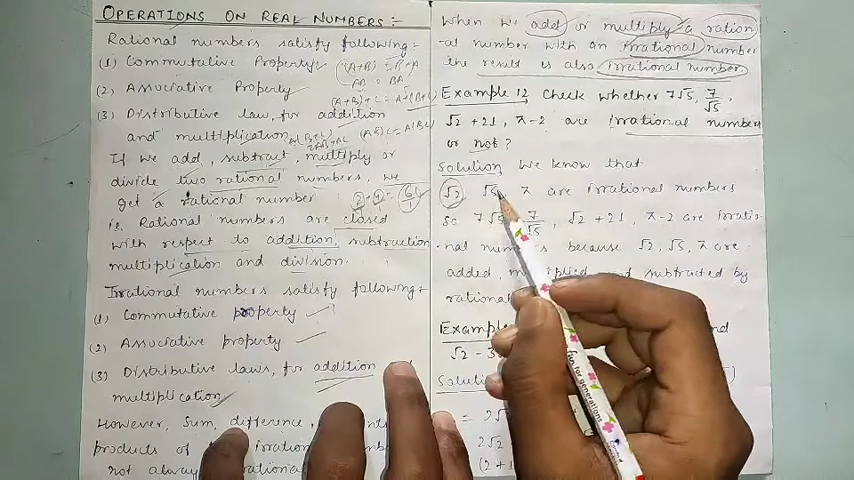 OPERATIONS ON REAL NUMBERS :-
Rational numbers satisfy following:-
(1) Commutative Property (A+B) = B+A
AB = BA
(2) Associative Property (A+B)+C = A+(B+C)
(3) Distributive law, for addition
and multiplication A(B+C) (AB)C = A(BC)
If we add, subtract, multiply or
divide two rational numbers, we
get a rational number
ie, Rational numbers are closed
with respect to addition, subtraction
multiplication and division.
Irrational numbers satisfy following:-
(1) Commutative property
(2) Associative property
(3) Distributive laws, for addition
multiplication
However, Sum, difference,
products of
not always
When we add or multiply a ration
-al number with an irrational number
the result is also irrational number
Example 12 Check whether 7√5, 7/√5,
√2 + 21, π-2 are irrational numbers
or not?
Solution We know that
√2 √5, π are irrational numbers
so 7√5 7/√5, √2 + 21, π-2 are irratio-
nal because √2, √5, π are
added, and subtracted by
Example
√2 - 3
Solution
= 2√
2√2
(2+